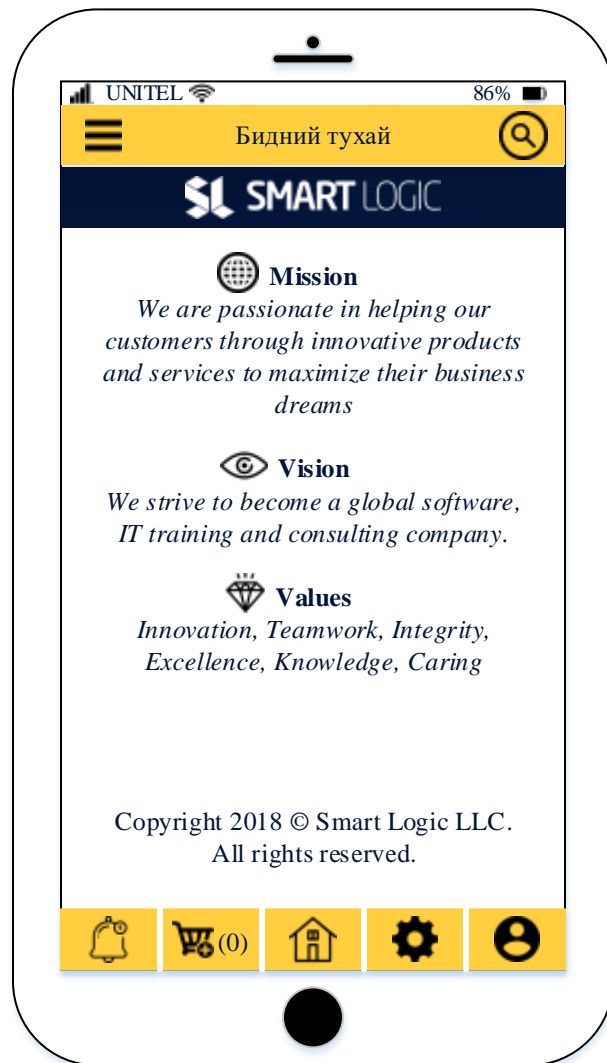 UNITEL 86%
Бидний тухай
SL SMART LOGIC
Mission
We are passionate in helping our
customers through innovative products
and services to maximize their business
dreams
Vision
We strive to become a global software,
IT training and consulting company.
Values
Innovation, Teamwork, Integrity,
Excellence, Knowledge, Caring
Copyright 2018 © Smart Logic LLC.
All rights reserved.
(0)